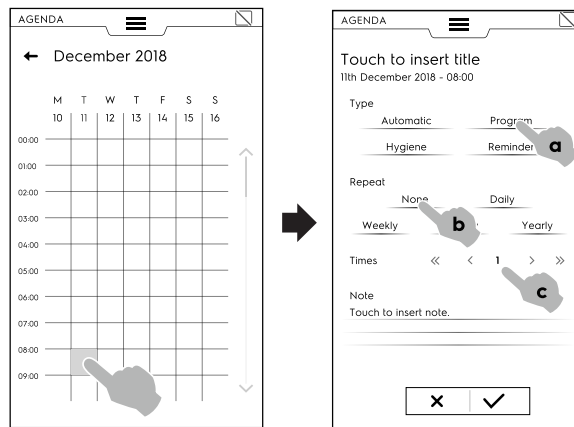 AGENDA
December 2018
M T W T F S S
10 11 12 13 14 15 16
00:00
01:00
02:00
03:00
04:00
05:00
06:00
07:00
08:00
09:00
AGENDA
Touch to insert title
11th December 2018 - 08:00
Type
Automatic Program
Hygiene Reminder
a
Repeat
None Daily
Weekly Yearly
b
Times « < 1 > »
c
Note
Touch to insert note.